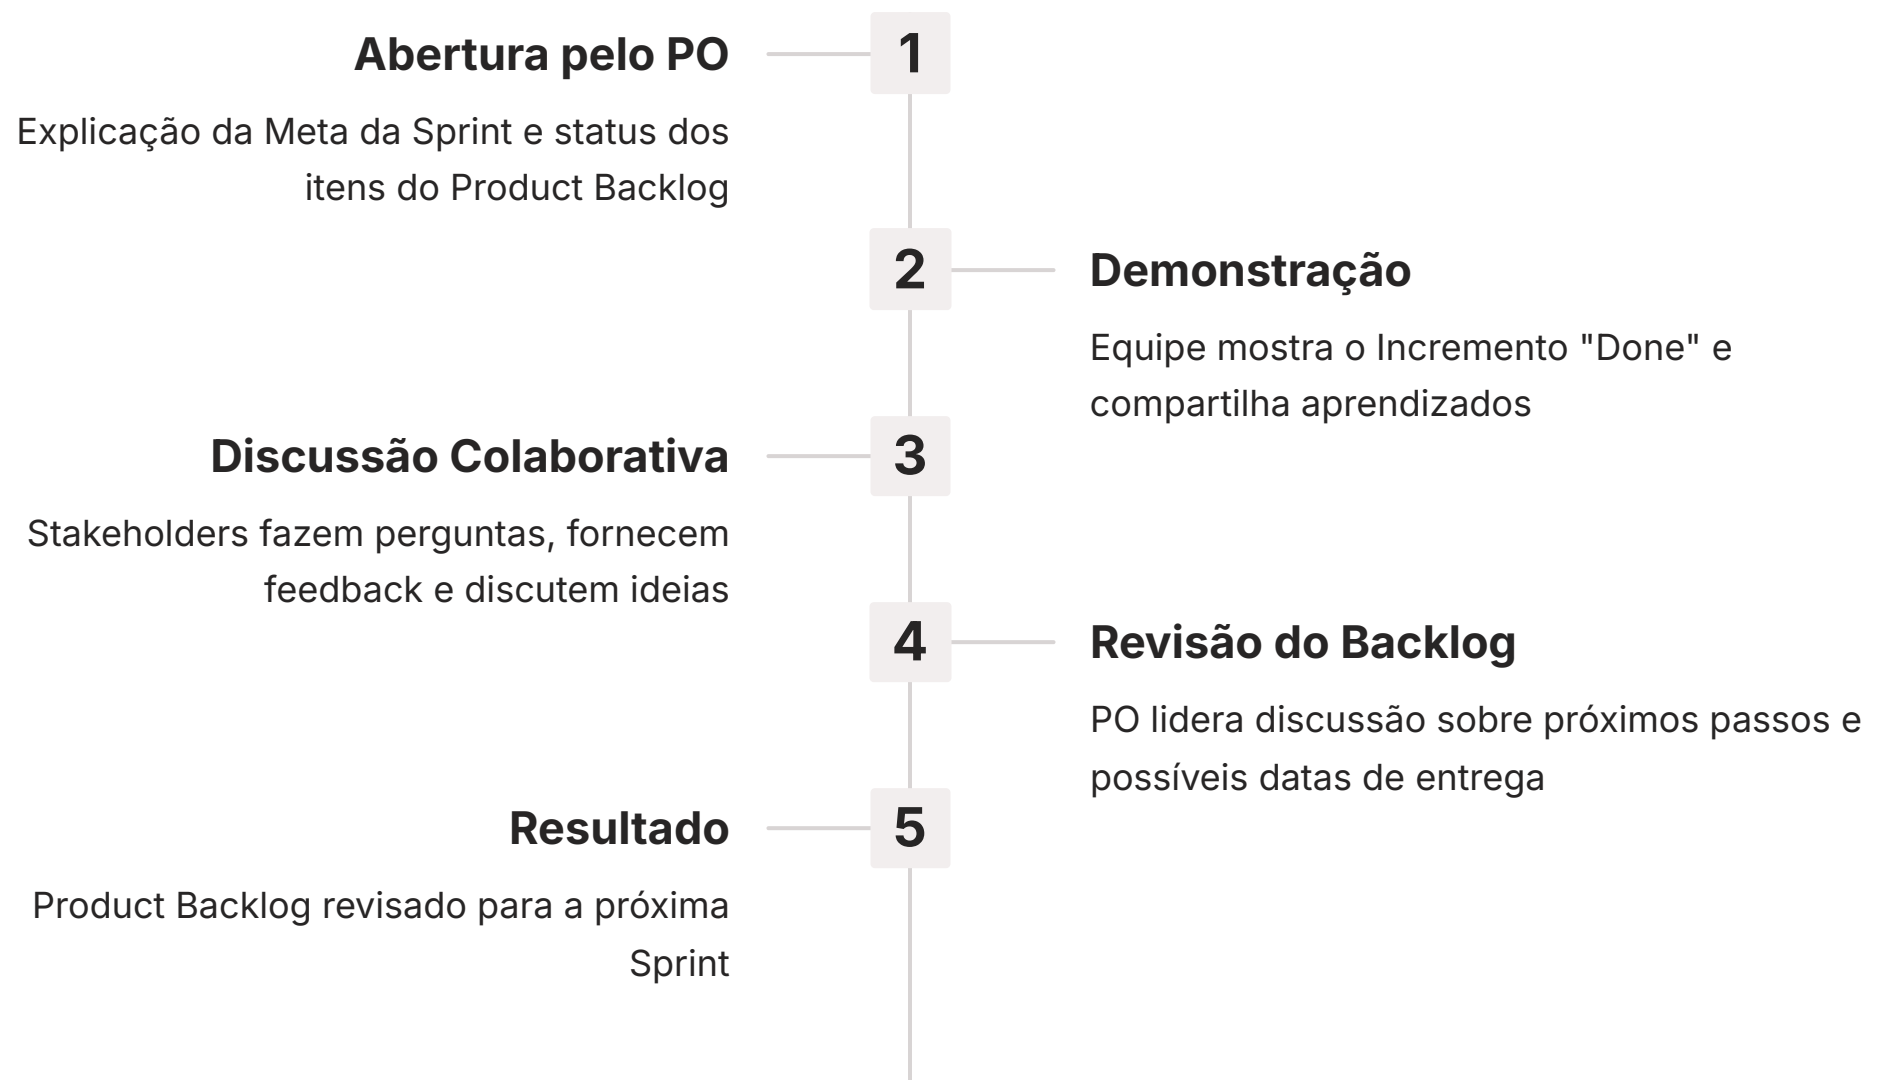 Abertura pelo PO
1
Explicação da Meta da Sprint e status dos
itens do Product Backlog
2
Demonstração
Equipe mostra o Incremento "Done" e
compartilha aprendizados
Discussão Colaborativa
3
Stakeholders fazem perguntas, fornecem
feedback e discutem ideias
4
Revisão do Backlog
PO lidera discussão sobre próximos passos e
possíveis datas de entrega
Resultado
5
Product Backlog revisado para a próxima
Sprint